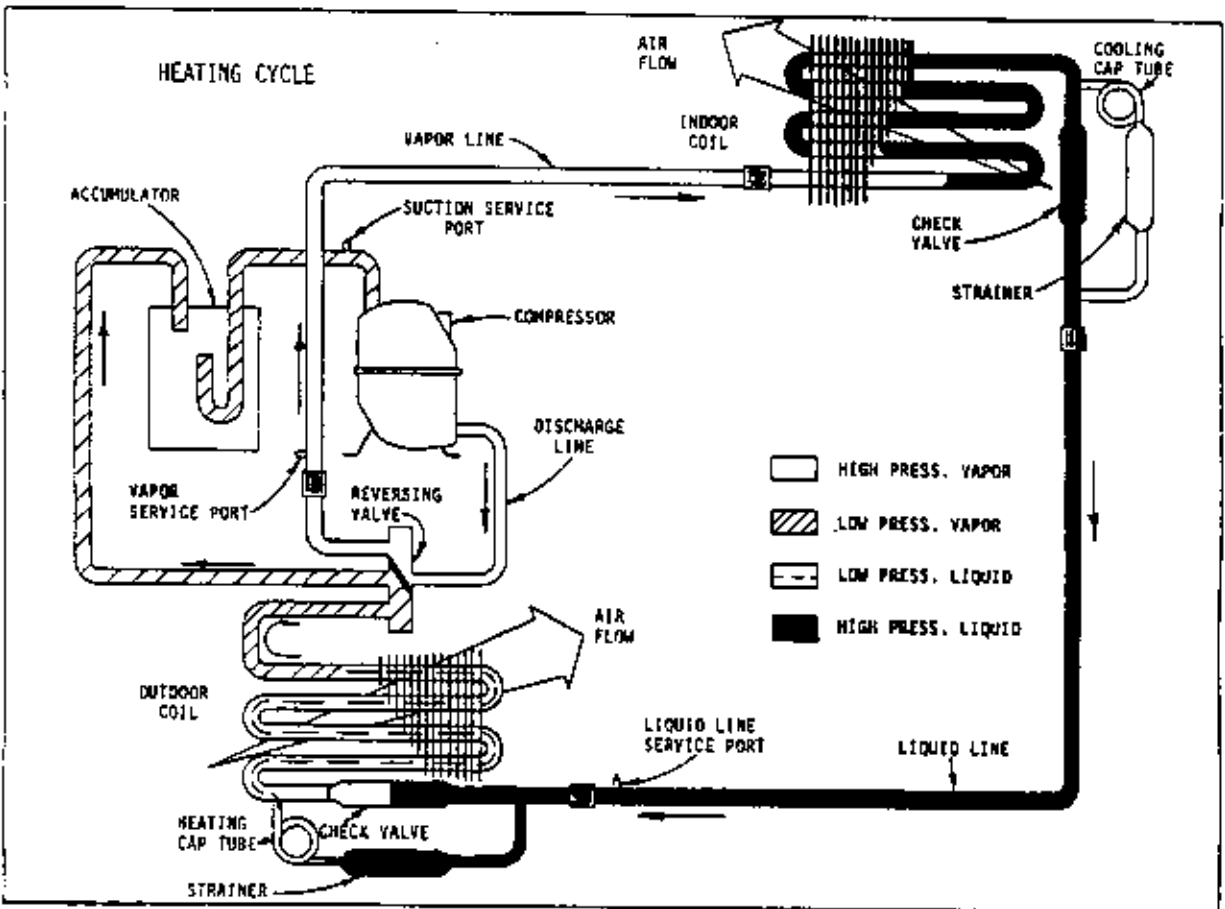 HEATING CYCLE
AIR
FLOW
COOLING
CAP TUBE
INDOOR
COIL
VAPOR LINE
ACCUMULATOR
SUCTION SERVICE
PORT
CHECK
VALVE
STRAINER
COMPRESSOR
DISCHARGE
LINE
VAPOR
SERVICE PORT
REVERSING
VALVE
HIGH PRESS. VAPOR
LOW PRESS. VAPOR
LOW PRESS. LIQUID
HIGH PRESS. LIQUID
AIR
FLOW
OUTDOOR
COIL
LIQUID LINE
SERVICE PORT
LIQUID LINE
HEATING
CAP TUBE
CHECK VALVE
STRAINER